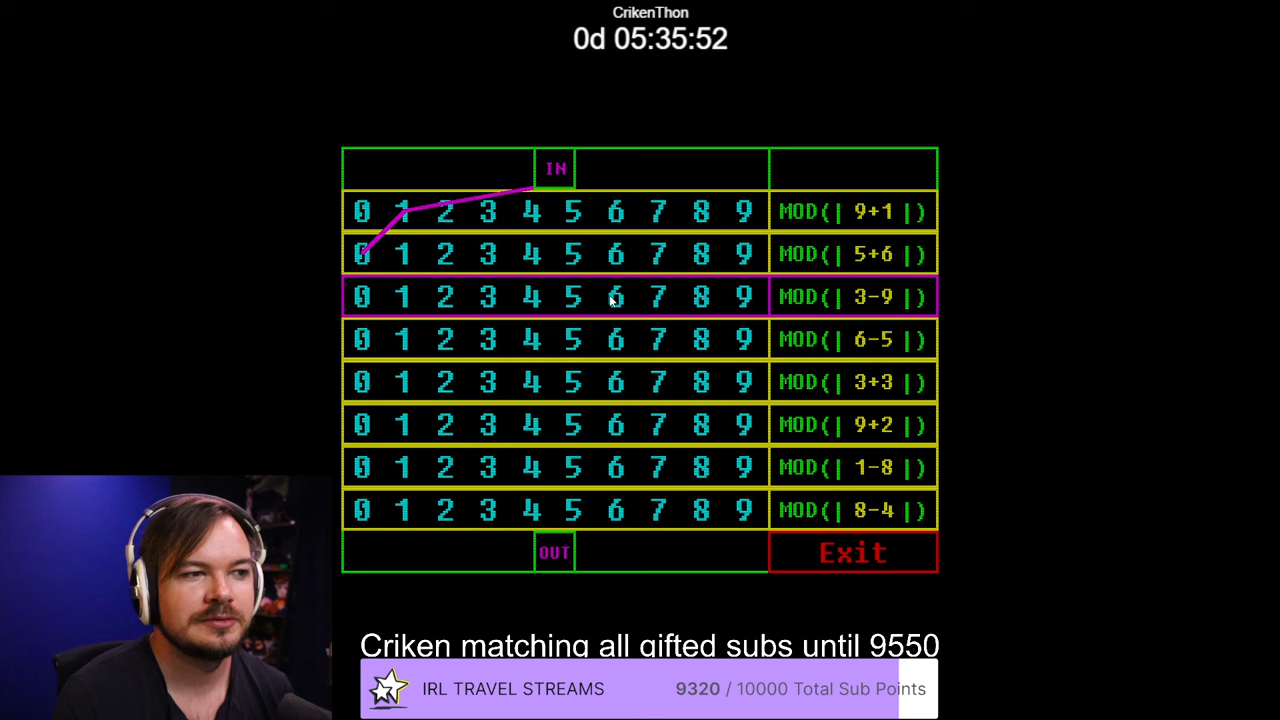 CrikenThon
0d 05:35:52
IN
0 1 2 3 4 5 6 7 8 9 MOD(| 9+1 |)
0 1 2 3 4 5 6 7 8 9 MOD(| 5+6 |)
0 1 2 3 4 5 6 7 8 9 MOD(| 3-9 |)
0 1 2 3 4 5 6 7 8 9 MOD(| 6-5 |)
0 1 2 3 4 5 6 7 8 9 MOD(| 3+3 |)
0 1 2 3 4 5 6 7 8 9 MOD(| 9+2 |)
0 1 2 3 4 5 6 7 8 9 MOD(| 1-8 |)
0 1 2 3 4 5 6 7 8 9 MOD(| 8-4 |)
OUT Exit
Criken matching all gifted subs until 9550
IRL TRAVEL STREAMS 9320 / 10000 Total Sub Points